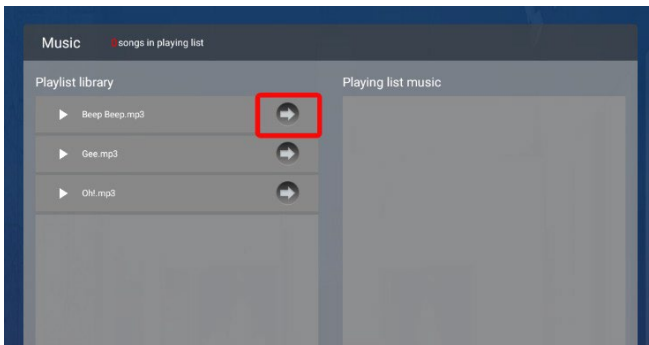 Music songs in playing list
Playlist library
Playing list music
Beep Beep.mp3
Gee.mp3
Oh!.mp3